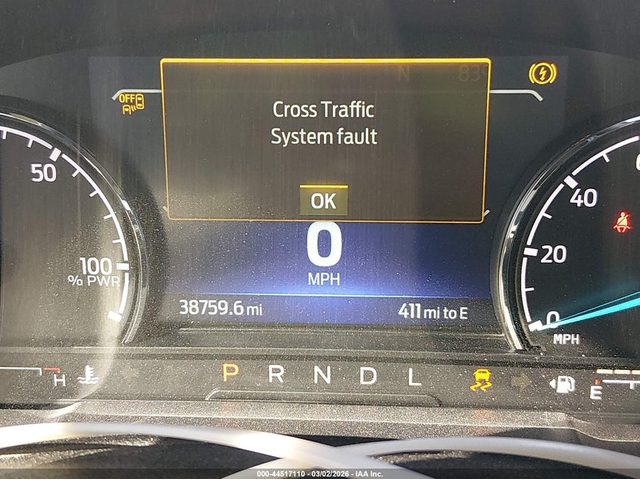 N 83°
OFF
Cross Traffic
System fault
OK
50
100
% PWR
0
MPH
38759.6 mi
411 mi to E
40
20
0
MPH
H
P R N D L
E
000-44517110 - 03/02/2026 - IAA Inc.